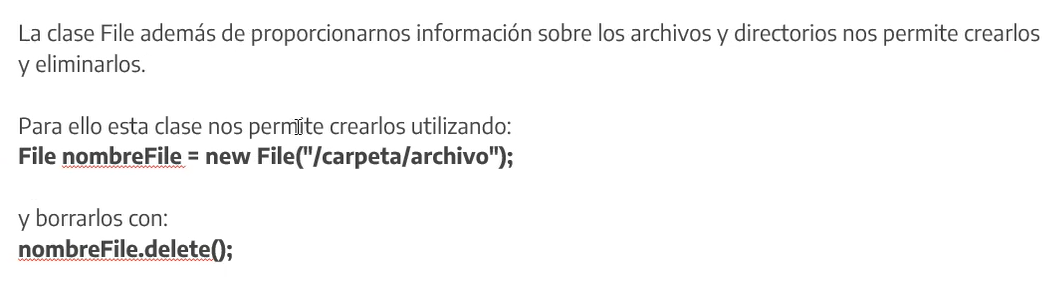 La clase File además de proporcionarnos información sobre los archivos y directorios nos permite crearlos
y eliminarlos.
Para ello esta clase nos permite crearlos utilizando:
File nombreFile = new File("/carpeta/archivo");
y borrarlos con:
nombreFile.delete();